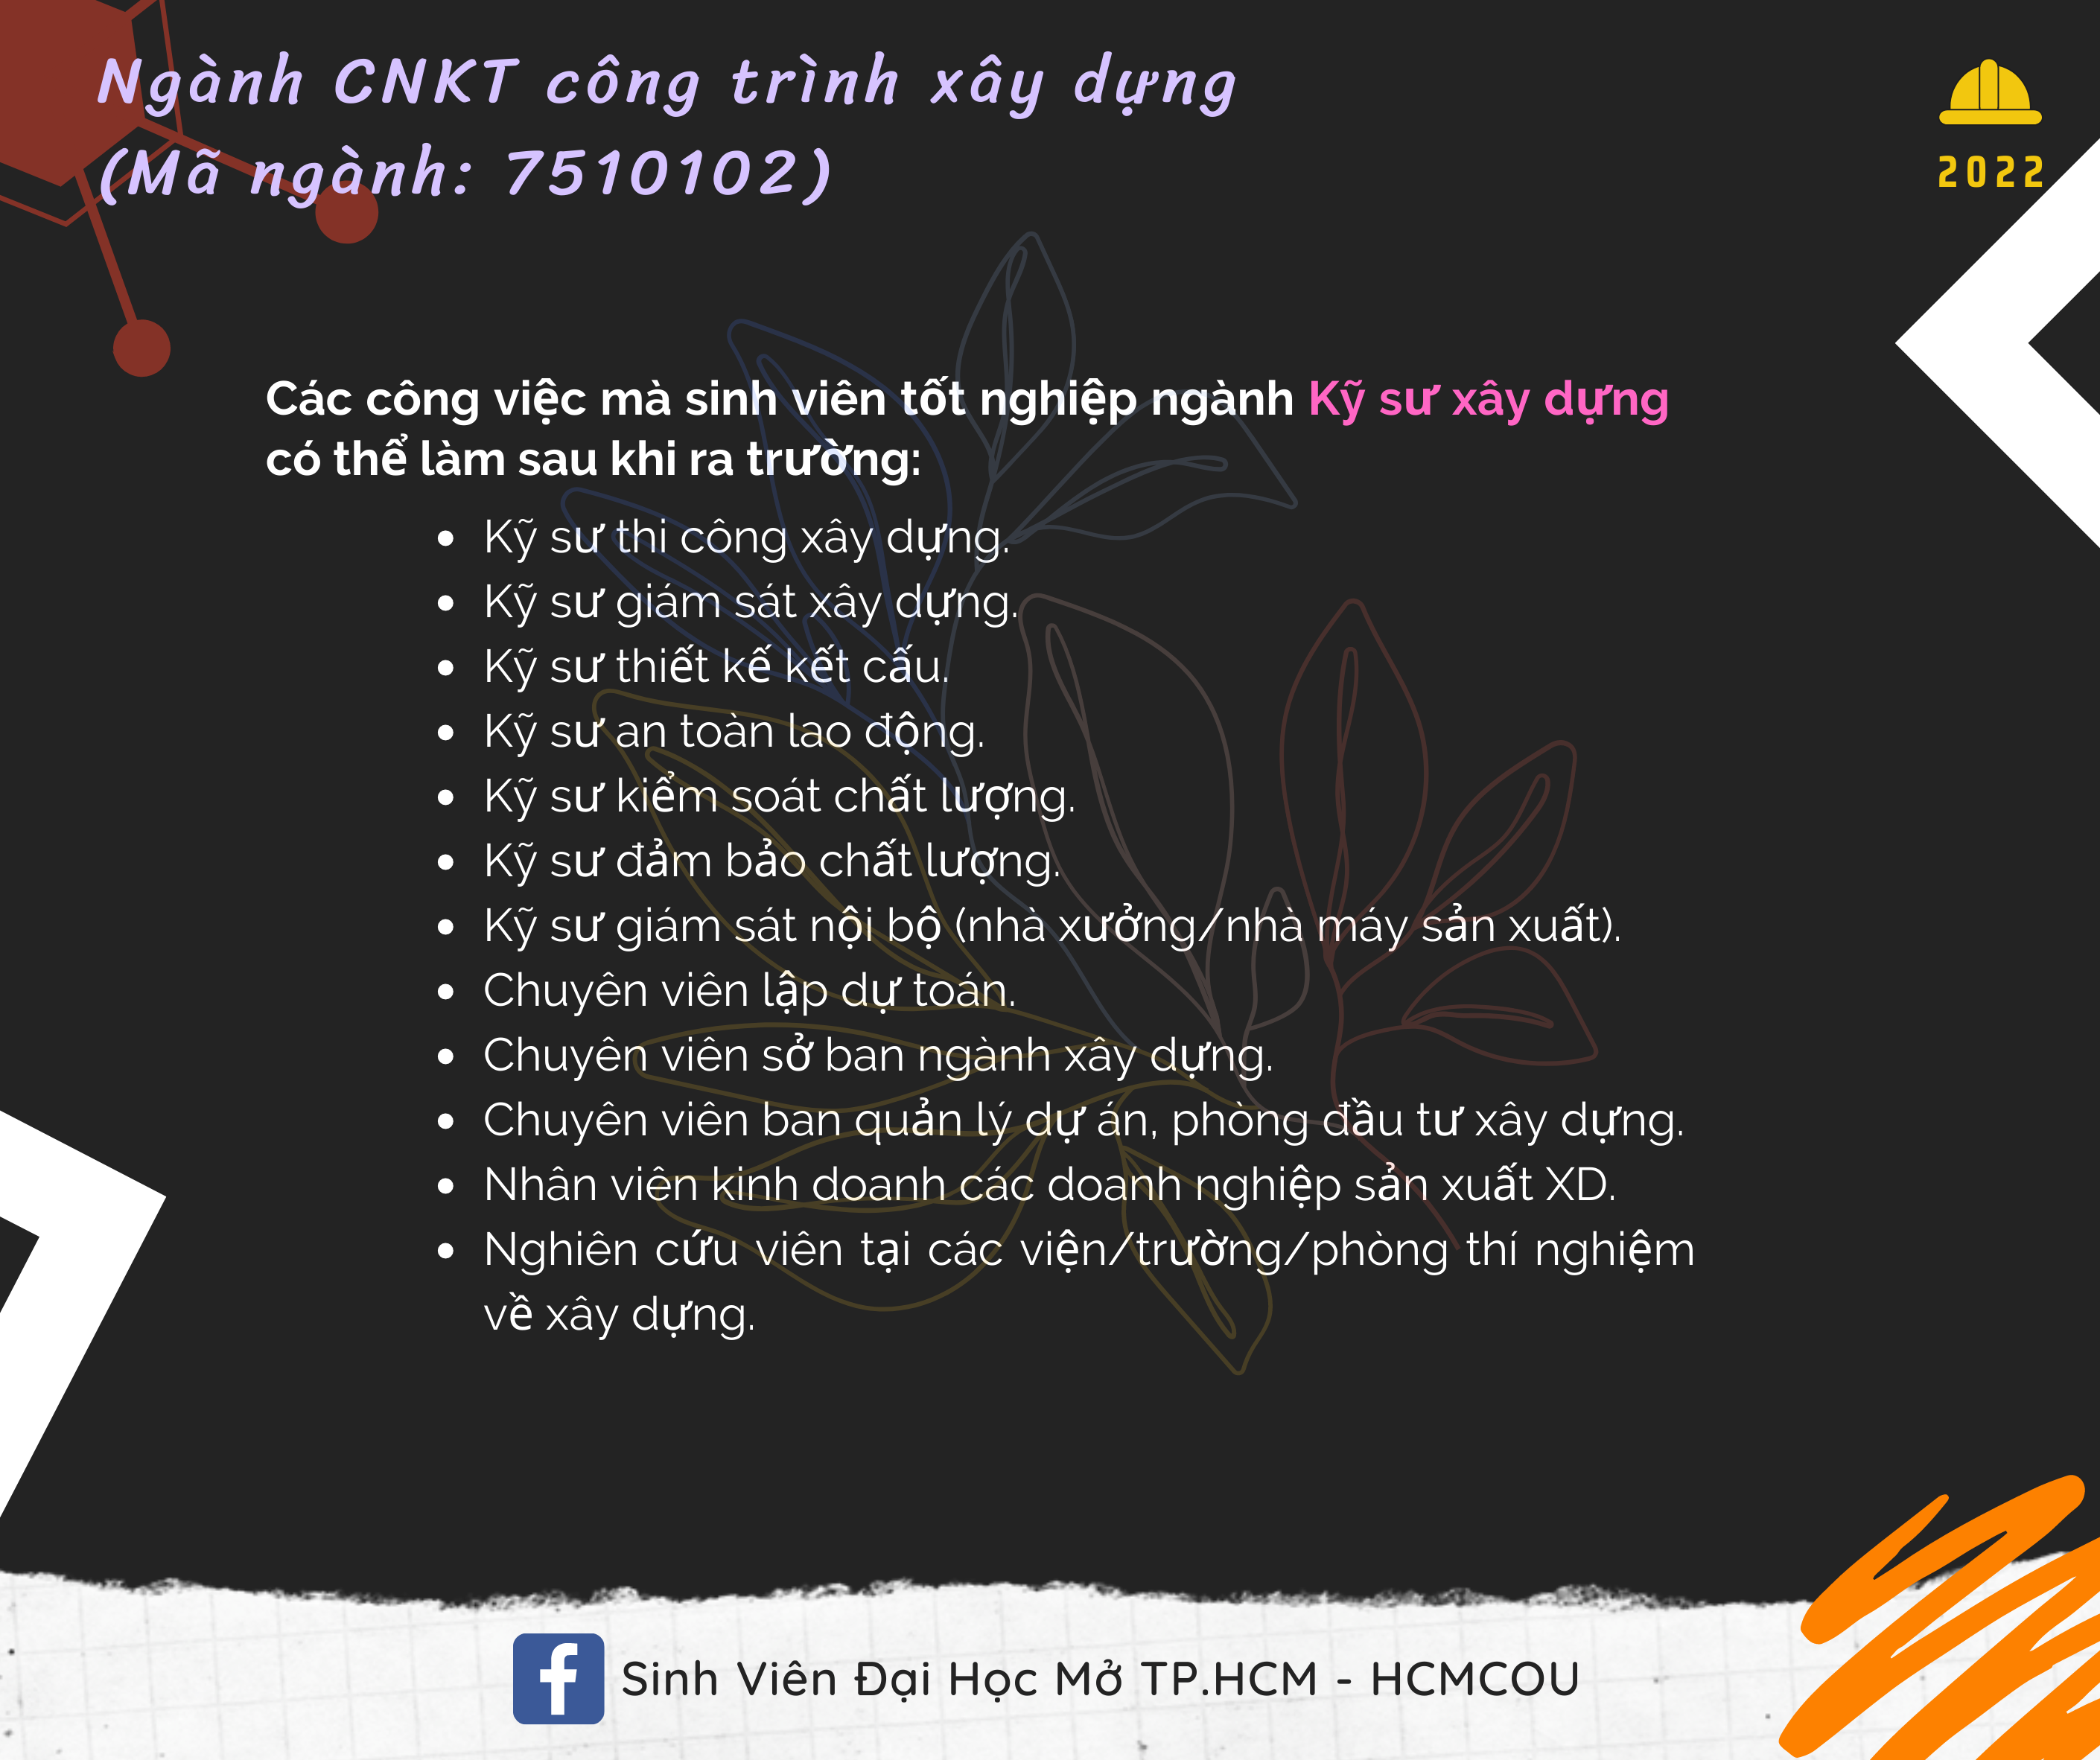 Ngành CNKT công trình xây dựng
(Mã ngành: 7510102)
2022
Các công việc mà sinh viên tốt nghiệp ngành Kỹ sư xây dựng
có thể làm sau khi ra trường:
• Kỹ sư thi công xây dựng.
• Kỹ sư giám sát xây dựng.
• Kỹ sư thiết kế kết cấu.
• Kỹ sư an toàn lao động.
• Kỹ sư kiểm soát chất lượng.
• Kỹ sư đảm bảo chất lượng.
• Kỹ sư giám sát nội bộ (nhà xưởng/nhà máy sản xuất).
• Chuyên viên lập dự toán.
• Chuyên viên sở ban ngành xây dựng.
• Chuyên viên ban quản lý dự án, phòng đầu tư xây dựng.
• Nhân viên kinh doanh các doanh nghiệp sản xuất XD.
• Nghiên cứu viên tại các viện/trường/phòng thí nghiệm
về xây dựng.
f Sinh Viên Đại Học Mở TP.HCM - HCMCOU